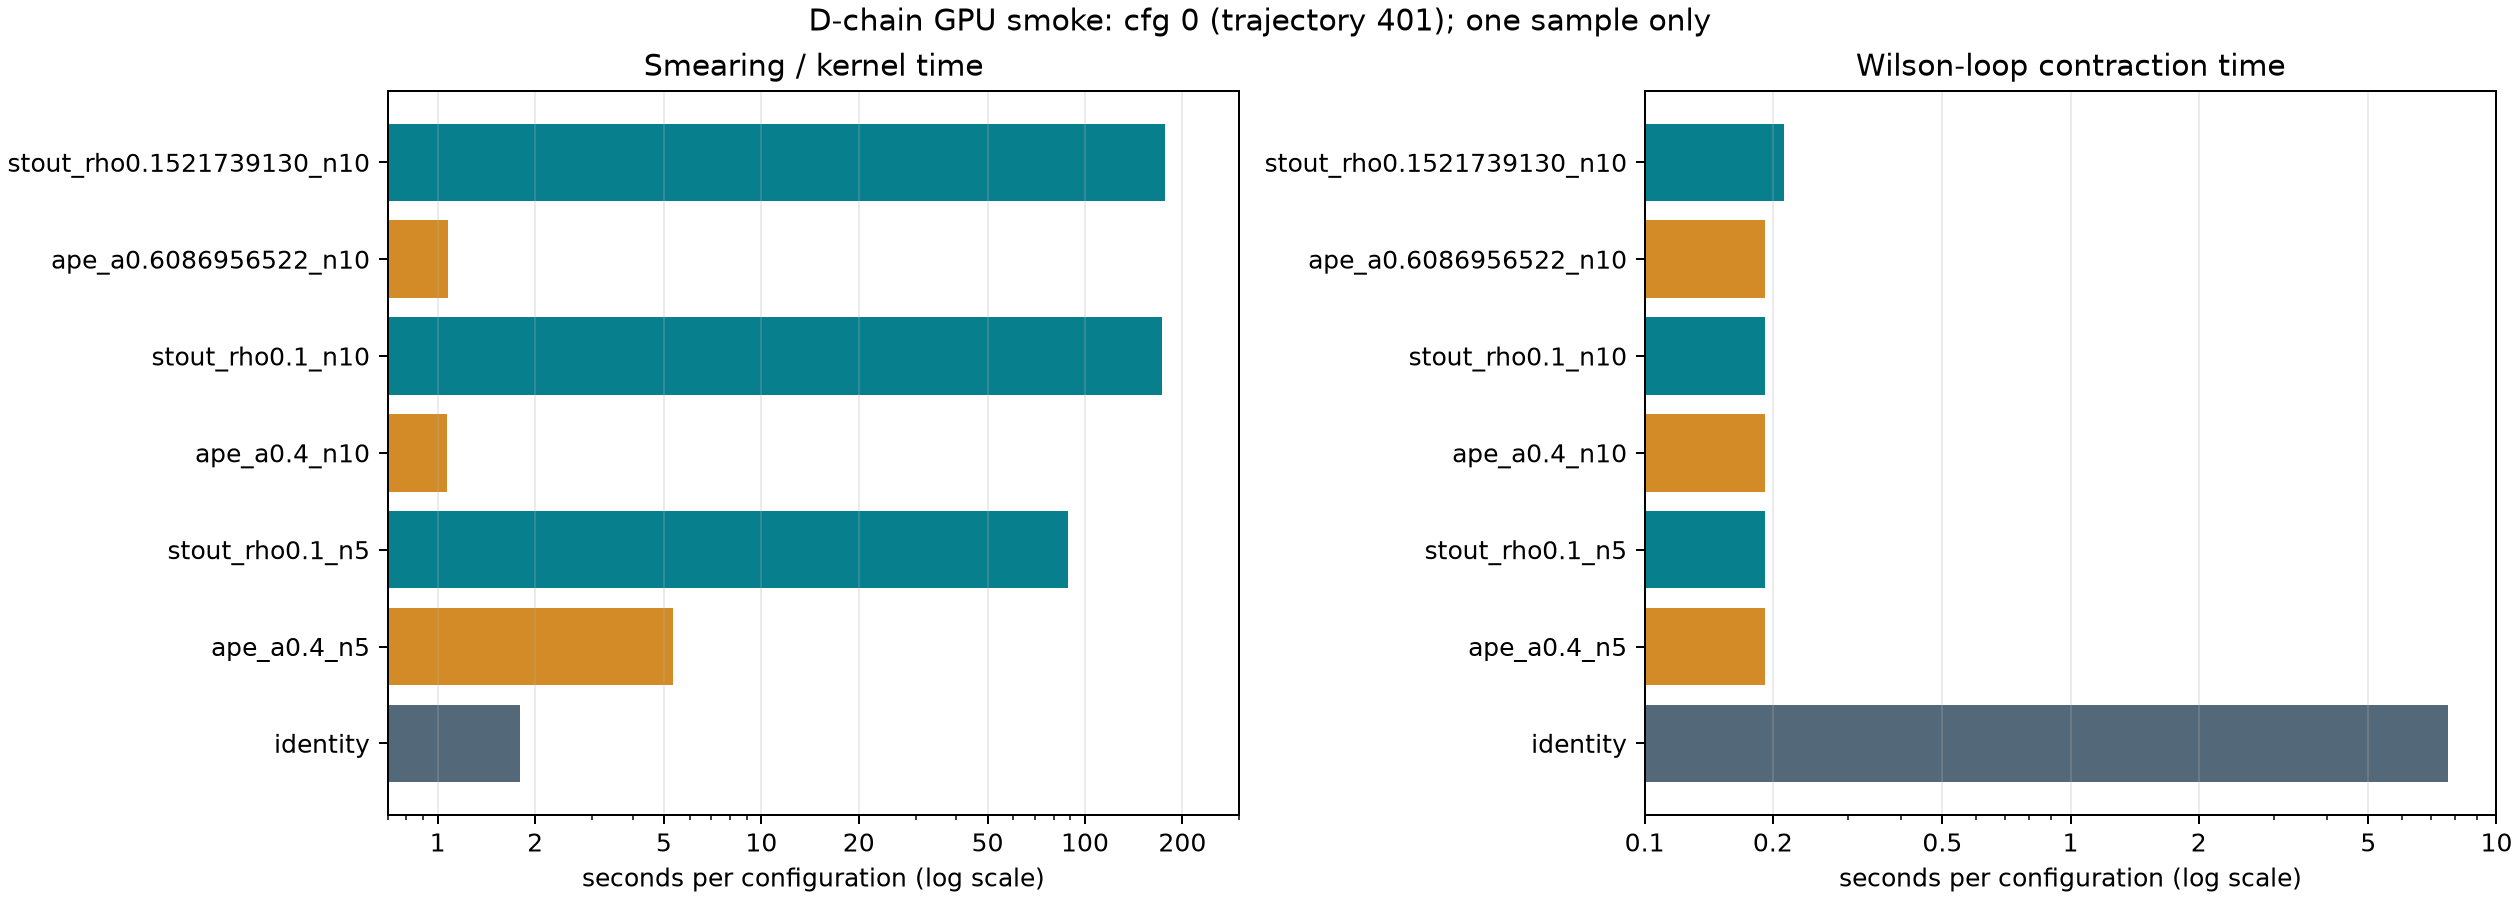 D-chain GPU smoke: cfg 0 (trajectory 401); one sample only
Smearing / kernel time
stout_rho0.1521739130_n10
ape_a0.6086956522_n10
stout_rho0.1_n10
ape_a0.4_n10
stout_rho0.1_n5
ape_a0.4_n5
identity
1 2 5 10 20 50 100 200
seconds per configuration (log scale)
Wilson-loop contraction time
stout_rho0.1521739130_n10
ape_a0.6086956522_n10
stout_rho0.1_n10
ape_a0.4_n10
stout_rho0.1_n5
ape_a0.4_n5
identity
0.1 0.2 0.5 1 2 5 10
seconds per configuration (log scale)